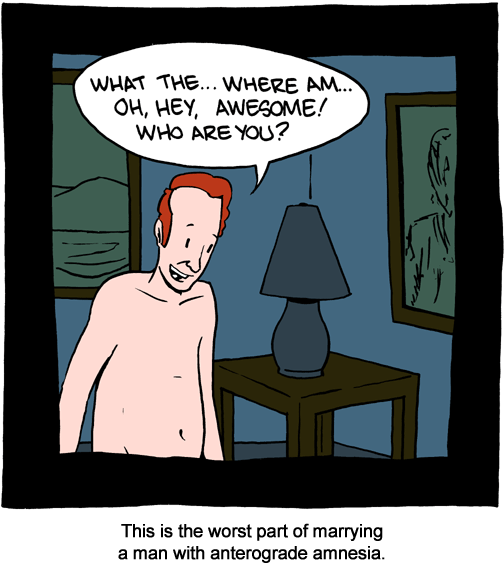 WHAT THE... WHERE AM...
OH, HEY, AWESOME!
WHO ARE YOU?
This is the worst part of marrying
a man with anterograde amnesia.